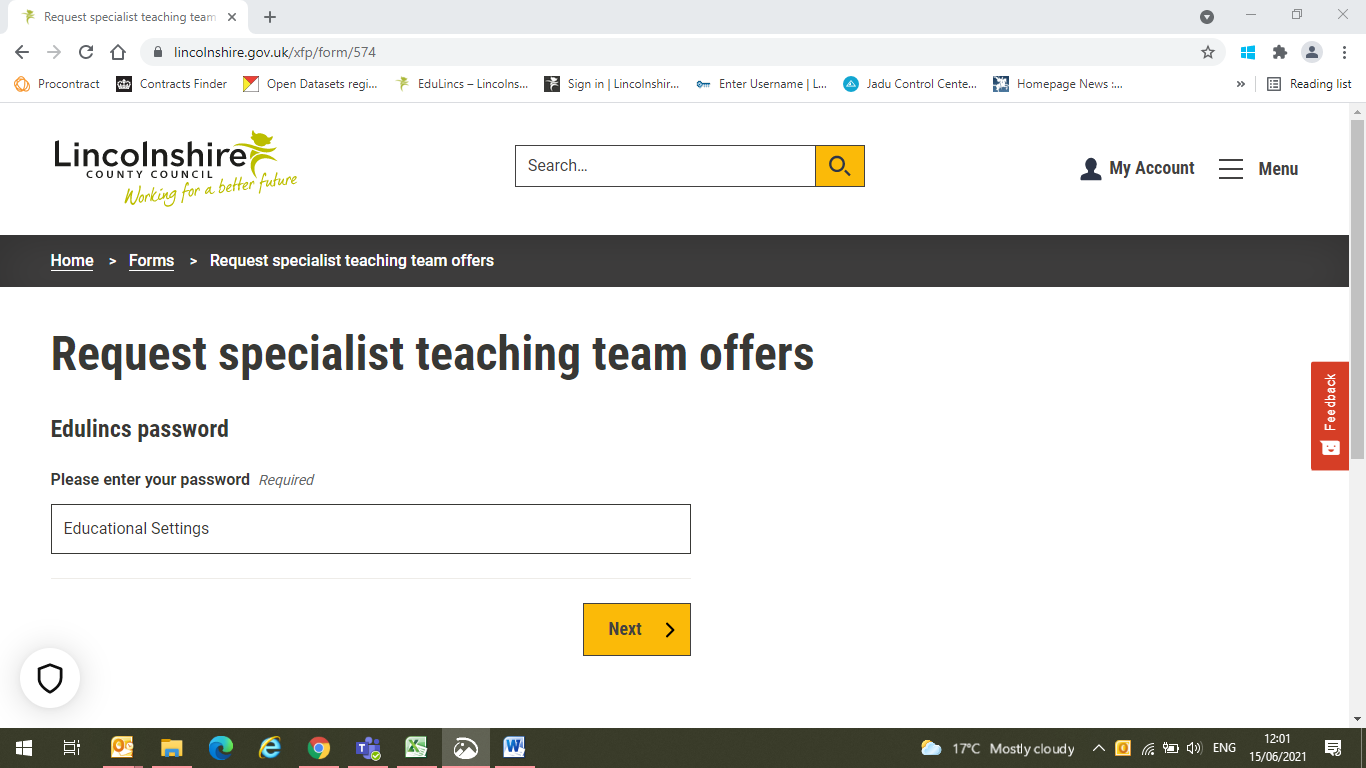 Request specialist teaching team
lincolnshire.gov.uk/xfp/form/574
Procontract Contracts Finder Open Datasets regi... EduLincs – Lincolns... Sign in | Lincolnshir... Enter Username | L... Jadu Control Cente... Homepage News :... » Reading list
Lincolnshire
COUNTY COUNCIL
Working for a better future
Search...
My Account
Menu
Home > Forms > Request specialist teaching team offers
Request specialist teaching team offers
Feedback
Edulincs password
Please enter your password Required
Educational Settings
Next
17°C Mostly cloudy
ENG
12:01
15/06/2021